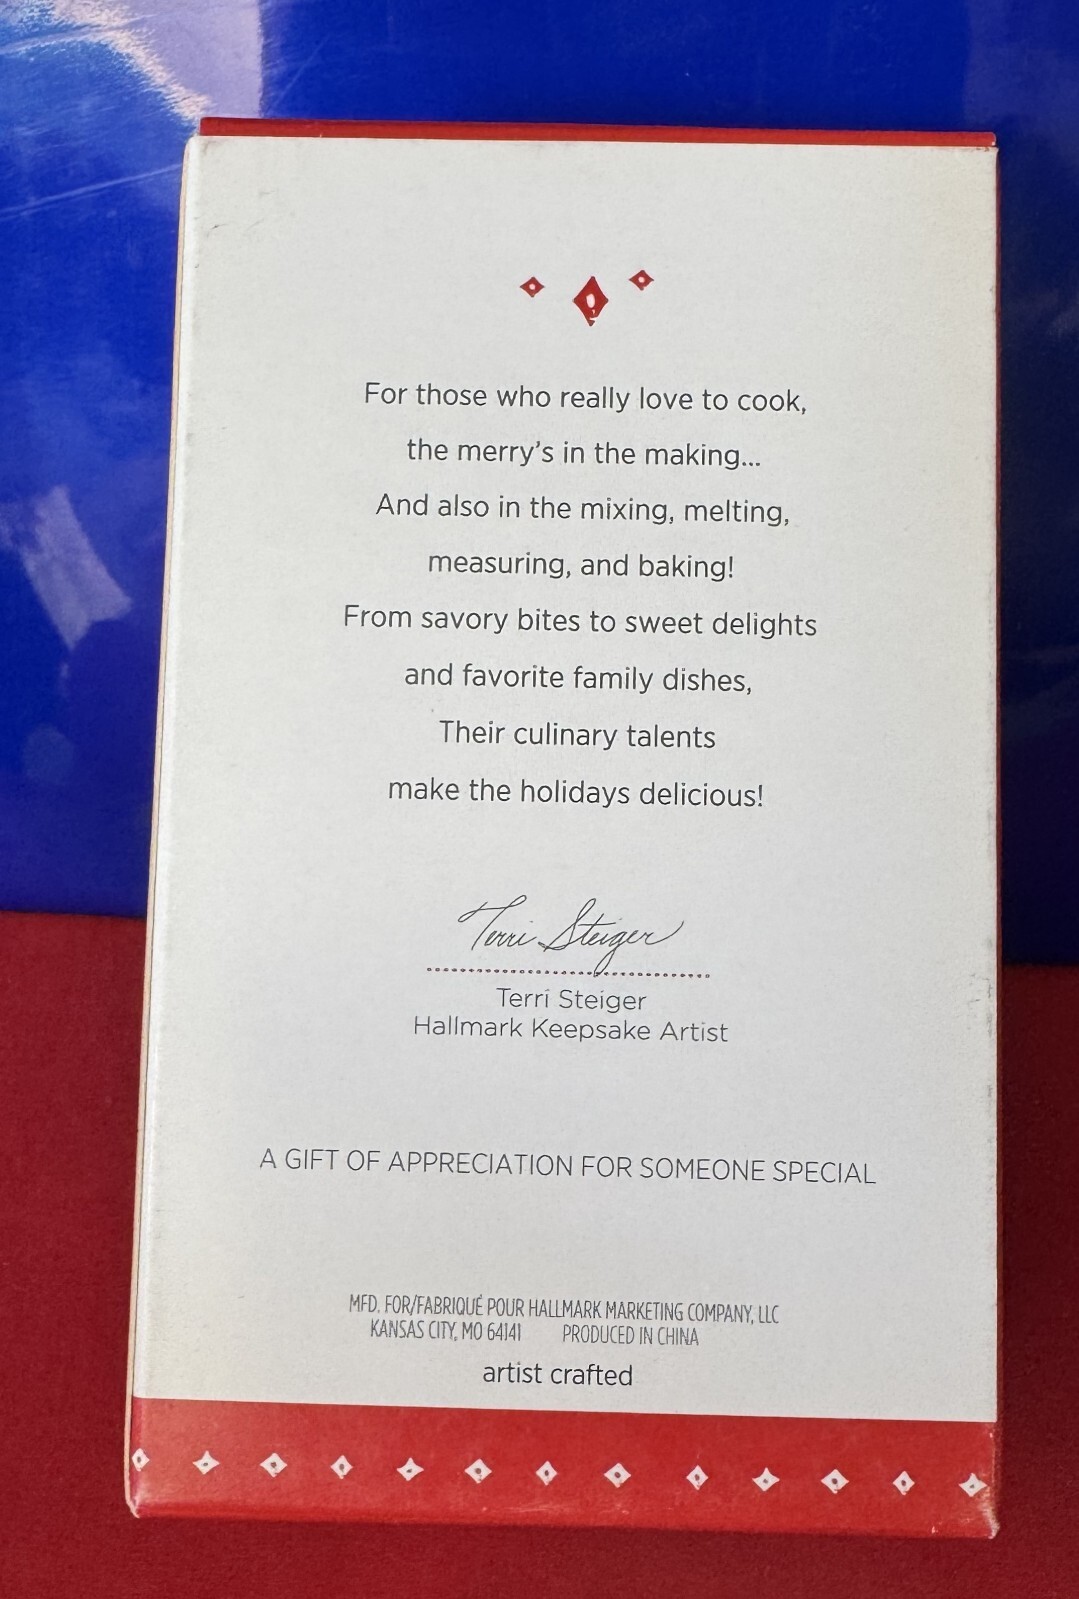 For those who really love to cook,
the merry's in the making...
And also in the mixing, melting,
measuring, and baking!
From savory bites to sweet delights
and favorite family dishes,
Their culinary talents
make the holidays delicious!
Terri Steiger
Terri Steiger
Hallmark Keepsake Artist
A GIFT OF APPRECIATION FOR SOMEONE SPECIAL
MFD. FOR/FABRIQUÉ POUR HALLMARK MARKETING COMPANY, LLC
KANSAS CITY, MO 64141 PRODUCED IN CHINA
artist crafted